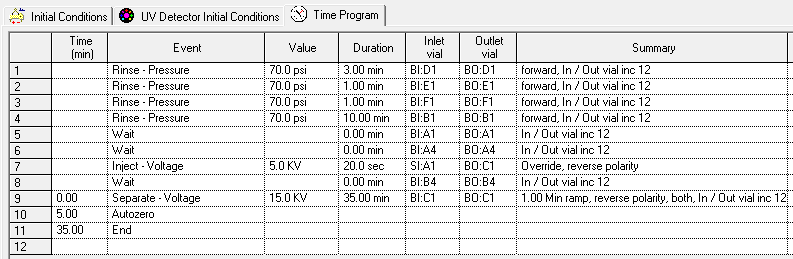 Initial Conditions UV Detector Initial Conditions Time Program
Time (min) Event Value Duration Inlet vial Outlet vial Summary
1 Rinse - Pressure 70.0 psi 3.00 min BI:D1 BO:D1 forward, In / Out vial inc 12
2 Rinse - Pressure 70.0 psi 1.00 min BI:E1 BO:E1 forward, In / Out vial inc 12
3 Rinse - Pressure 70.0 psi 1.00 min BI:F1 BO:F1 forward, In / Out vial inc 12
4 Rinse - Pressure 70.0 psi 10.00 min BI:B1 BO:B1 forward, In / Out vial inc 12
5 Wait 0.00 min BI:A1 BO:A1 In / Out vial inc 12
6 Wait 0.00 min BI:A4 BO:A4 In / Out vial inc 12
7 Inject - Voltage 5.0 KV 20.0 sec SI:A1 BO:C1 Override, reverse polarity
8 Wait 0.00 min BI:B4 BO:B4 In / Out vial inc 12
9 0.00 Separate - Voltage 15.0 KV 35.00 min BI:C1 BO:C1 1.00 Min ramp, reverse polarity, both, In / Out vial inc 12
10 5.00 Autozero
11 35.00 End
12